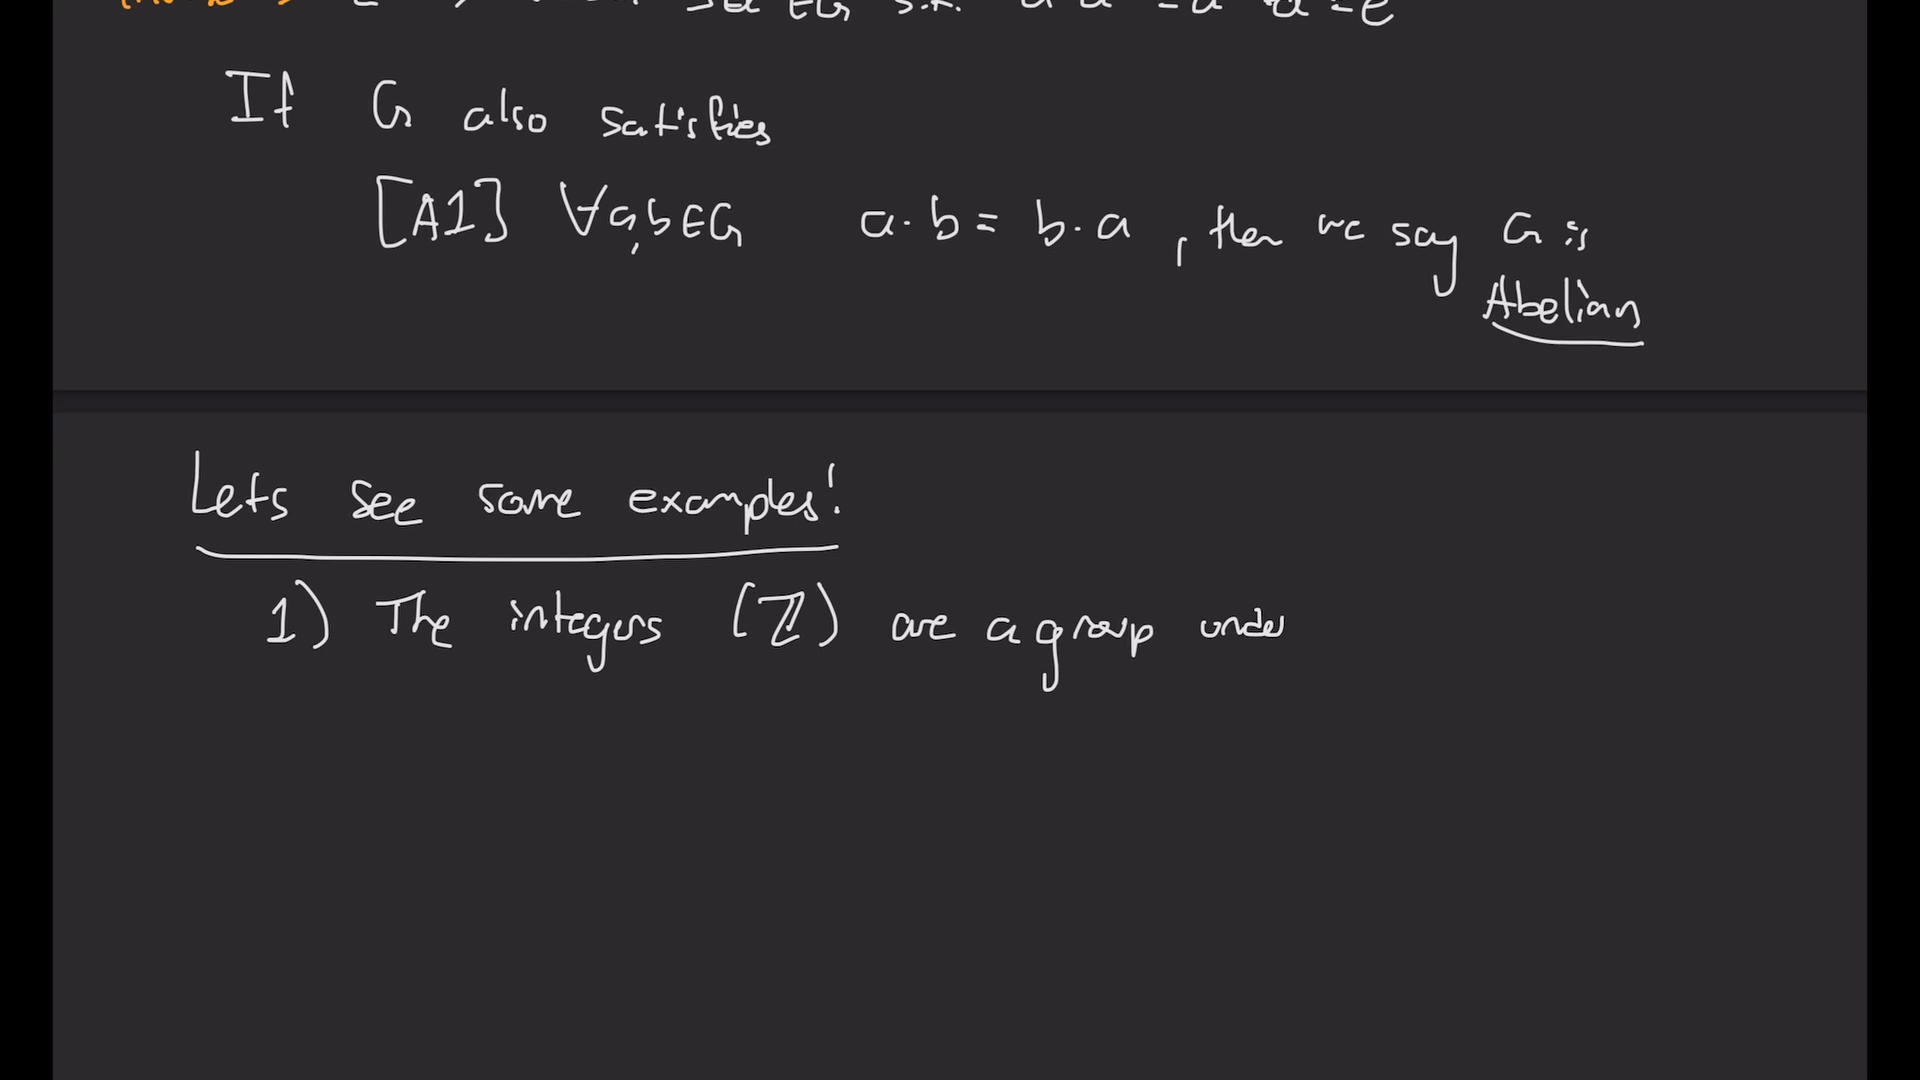 ∈G s.t. = e
If G also satisfies
[A1] ∀a,b∈G a·b = b·a , then we say G is
Abelian
Lets see some examples!
1) The integers (ℤ) are a group under